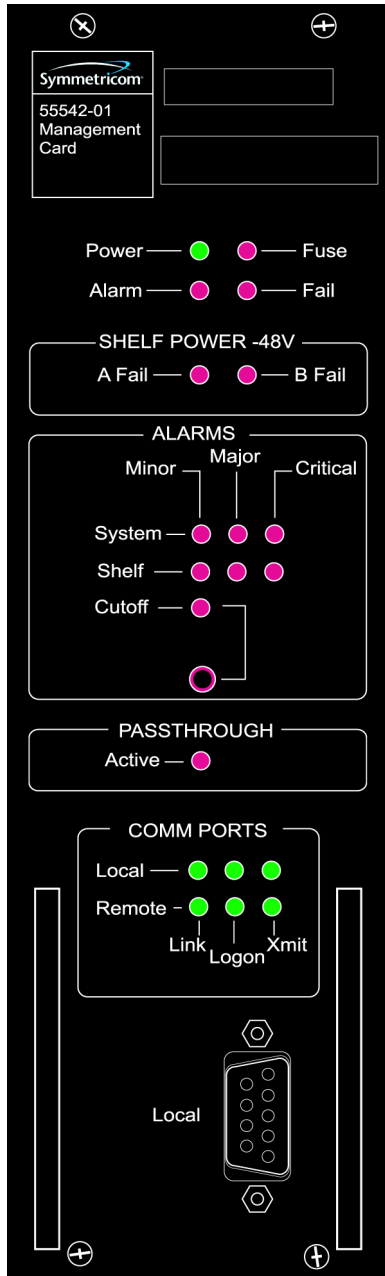 Symmetricom
55542-01
Management
Card
Power
Fuse
Alarm
Fail
SHELF POWER -48V
A Fail
B Fail
ALARMS
Minor
Major
Critical
System
Shelf
Cutoff
PASSTHROUGH
Active
COMM PORTS
Local
Remote
Link
Logon
Xmit
Local